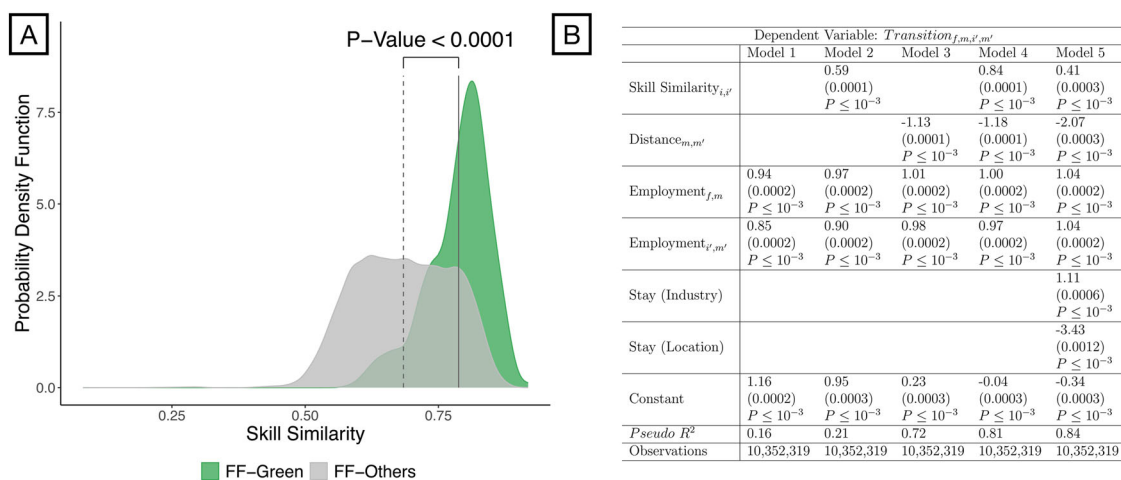 A
P-Value < 0.0001
Probability Density Function
7.5
5.0
2.5
0.0
0.25 0.50 0.75
Skill Similarity
FF-Green FF-Others
B
Dependent Variable: Transition f,m,i′,m′
Model 1 Model 2 Model 3 Model 4 Model 5
0.59 0.84 0.41
Skill Similarity i,i′ (0.0001) (0.0001) (0.0003)
P ≤ 10⁻³ P ≤ 10⁻³ P ≤ 10⁻³
-1.13 -1.18 -2.07
Distance m,m′ (0.0001) (0.0001) (0.0003)
P ≤ 10⁻³ P ≤ 10⁻³ P ≤ 10⁻³
0.94 0.97 1.01 1.00 1.04
Employment f,m (0.0002) (0.0002) (0.0002) (0.0002) (0.0002)
P ≤ 10⁻³ P ≤ 10⁻³ P ≤ 10⁻³ P ≤ 10⁻³ P ≤ 10⁻³
0.85 0.90 0.98 0.97 1.04
Employment i′,m′ (0.0002) (0.0002) (0.0002) (0.0002) (0.0002)
P ≤ 10⁻³ P ≤ 10⁻³ P ≤ 10⁻³ P ≤ 10⁻³ P ≤ 10⁻³
1.11
Stay (Industry) (0.0006)
P ≤ 10⁻³
-3.43
Stay (Location) (0.0012)
P ≤ 10⁻³
1.16 0.95 0.23 -0.04 -0.34
Constant (0.0002) (0.0003) (0.0003) (0.0003) (0.0003)
P ≤ 10⁻³ P ≤ 10⁻³ P ≤ 10⁻³ P ≤ 10⁻³ P ≤ 10⁻³
Pseudo R² 0.16 0.21 0.72 0.81 0.84
Observations 10,352,319 10,352,319 10,352,319 10,352,319 10,352,319